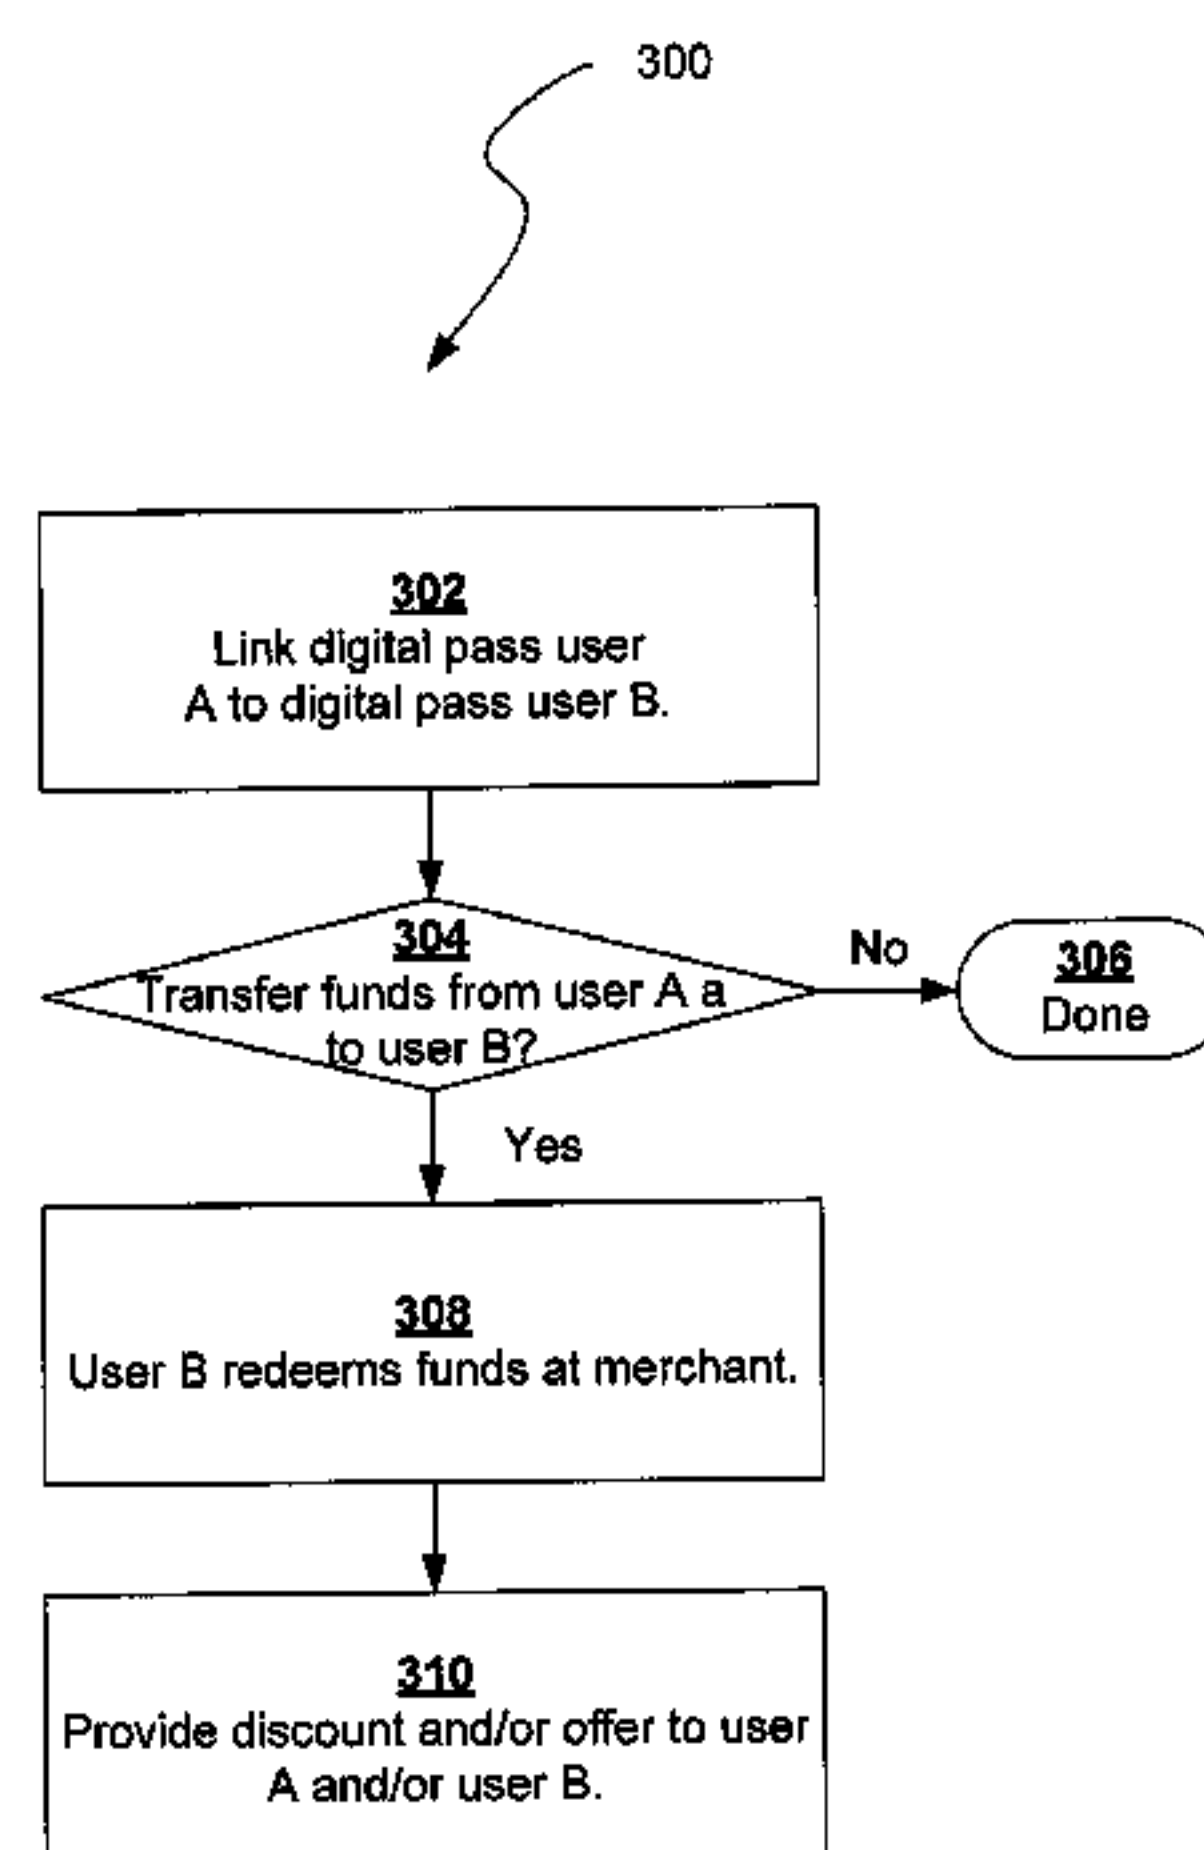 300
302
Link digital pass user
A to digital pass user B.
304
Transfer funds from user A a
to user B?
No
306
Done
Yes
308
User B redeems funds at merchant.
310
Provide discount and/or offer to user
A and/or user B.